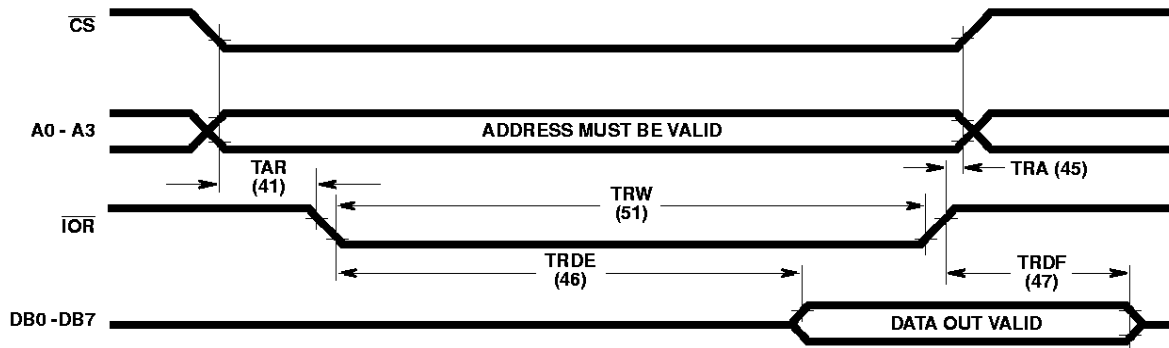 CS
A0 - A3
ADDRESS MUST BE VALID
TAR
(41)
TRA (45)
TRW
(51)
IOR
TRDE
(46)
TRDF
(47)
DB0 -DB7
DATA OUT VALID